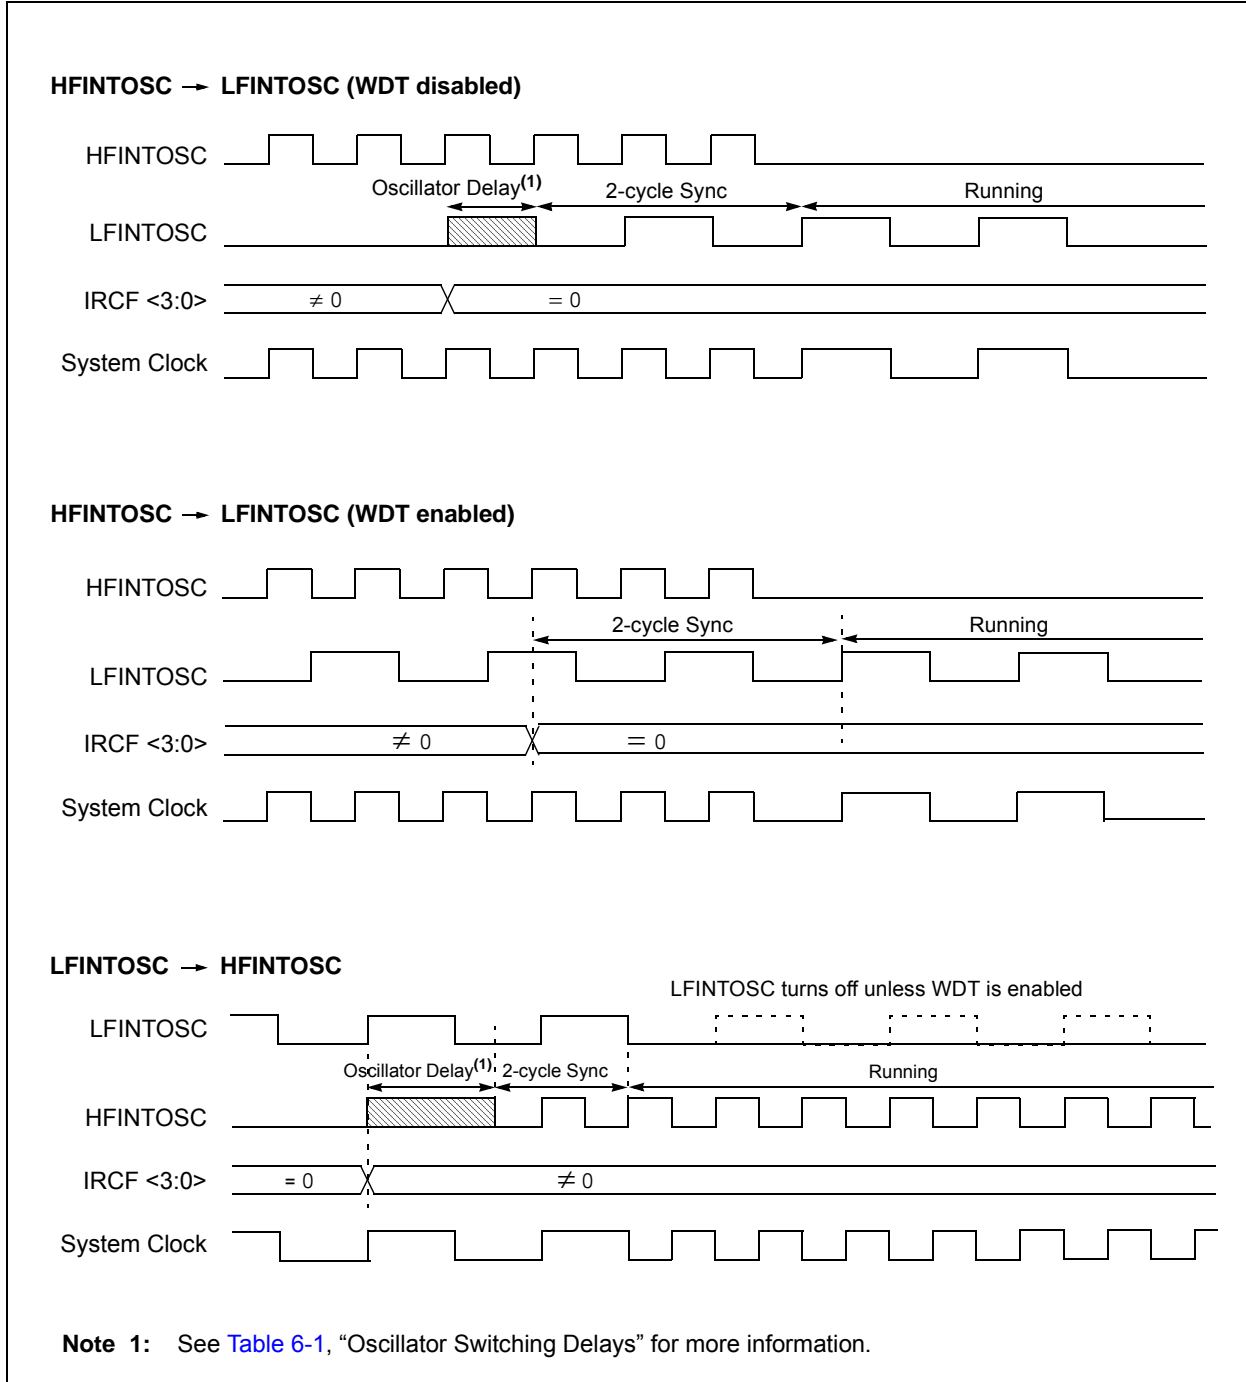 HFINTOSC → LFINTOSC (WDT disabled)
HFINTOSC
Oscillator Delay(1) 2-cycle Sync Running
LFINTOSC
IRCF <3:0> ≠ 0 = 0
System Clock
HFINTOSC → LFINTOSC (WDT enabled)
HFINTOSC
2-cycle Sync Running
LFINTOSC
IRCF <3:0> ≠ 0 = 0
System Clock
LFINTOSC → HFINTOSC
LFINTOSC turns off unless WDT is enabled
LFINTOSC
Oscillator Delay(1) 2-cycle Sync Running
HFINTOSC
IRCF <3:0> = 0 ≠ 0
System Clock
Note 1: See Table 6-1, “Oscillator Switching Delays” for more information.